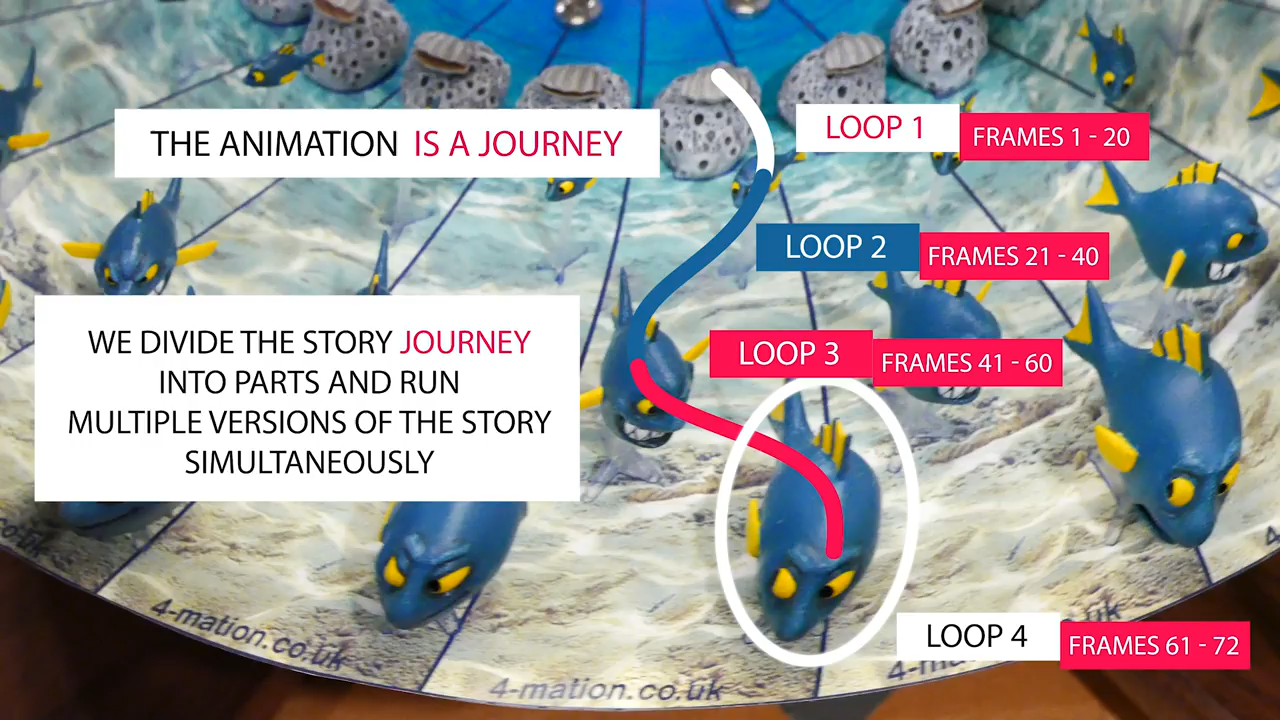 THE ANIMATION IS A JOURNEY
LOOP 1
FRAMES 1 - 20
LOOP 2
FRAMES 21 - 40
WE DIVIDE THE STORY JOURNEY
INTO PARTS AND RUN
MULTIPLE VERSIONS OF THE STORY
SIMULTANEOUSLY
LOOP 3
FRAMES 41 - 60
LOOP 4
FRAMES 61 - 72
4-mation.co.uk
4-mation.co.uk